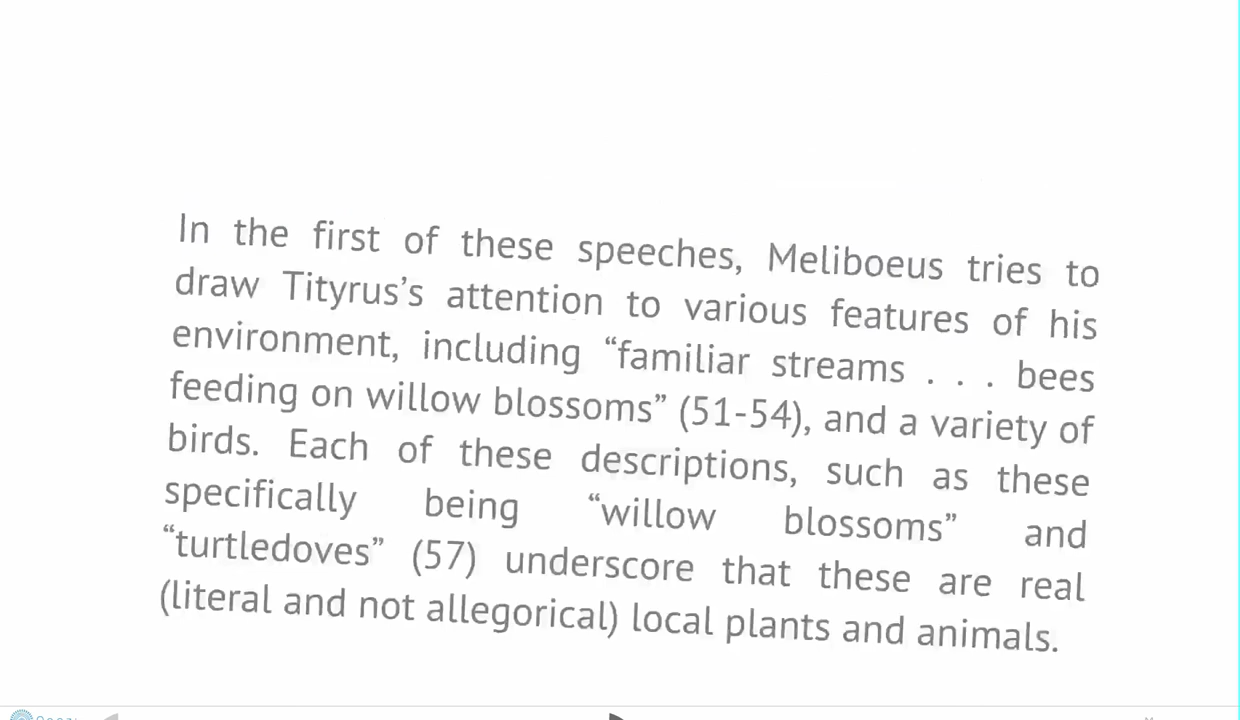 In the first of these speeches, Meliboeus tries to
draw Tityrus’s attention to various features of his
environment, including “familiar streams . . . bees
feeding on willow blossoms” (51-54), and a variety of
birds. Each of these descriptions, such as these
specifically being “willow blossoms” and
“turtledoves” (57) underscore that these are real
(literal and not allegorical) local plants and animals.